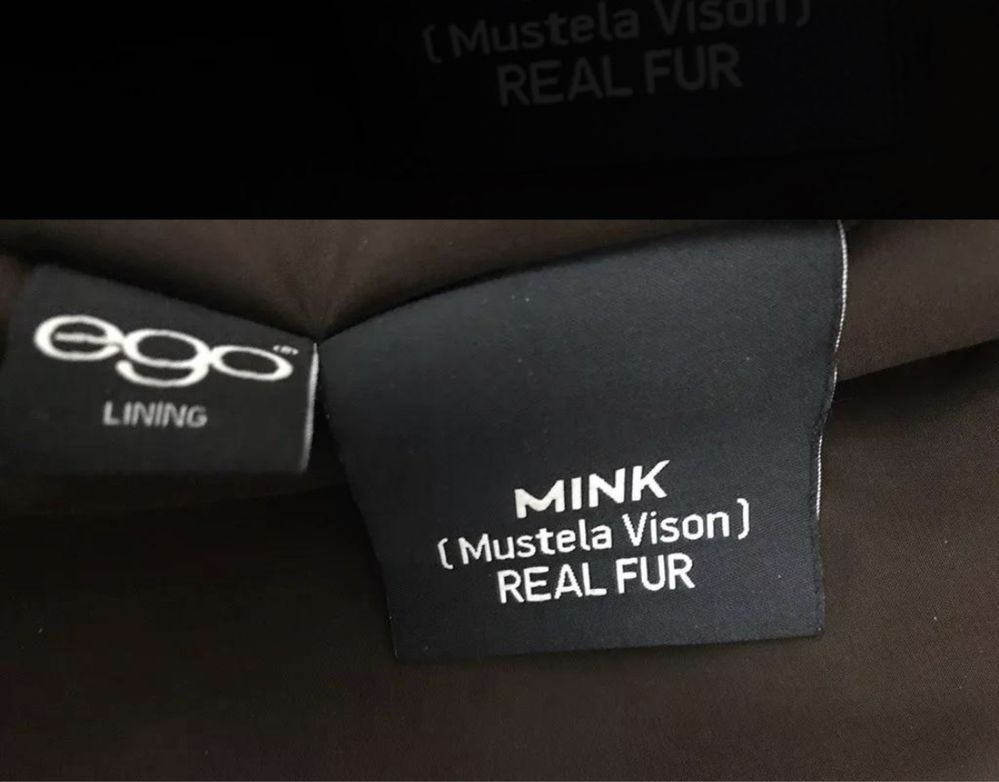 (Mustela Vison)
REAL FUR
ego
LINING
MINK
(Mustela Vison)
REAL FUR